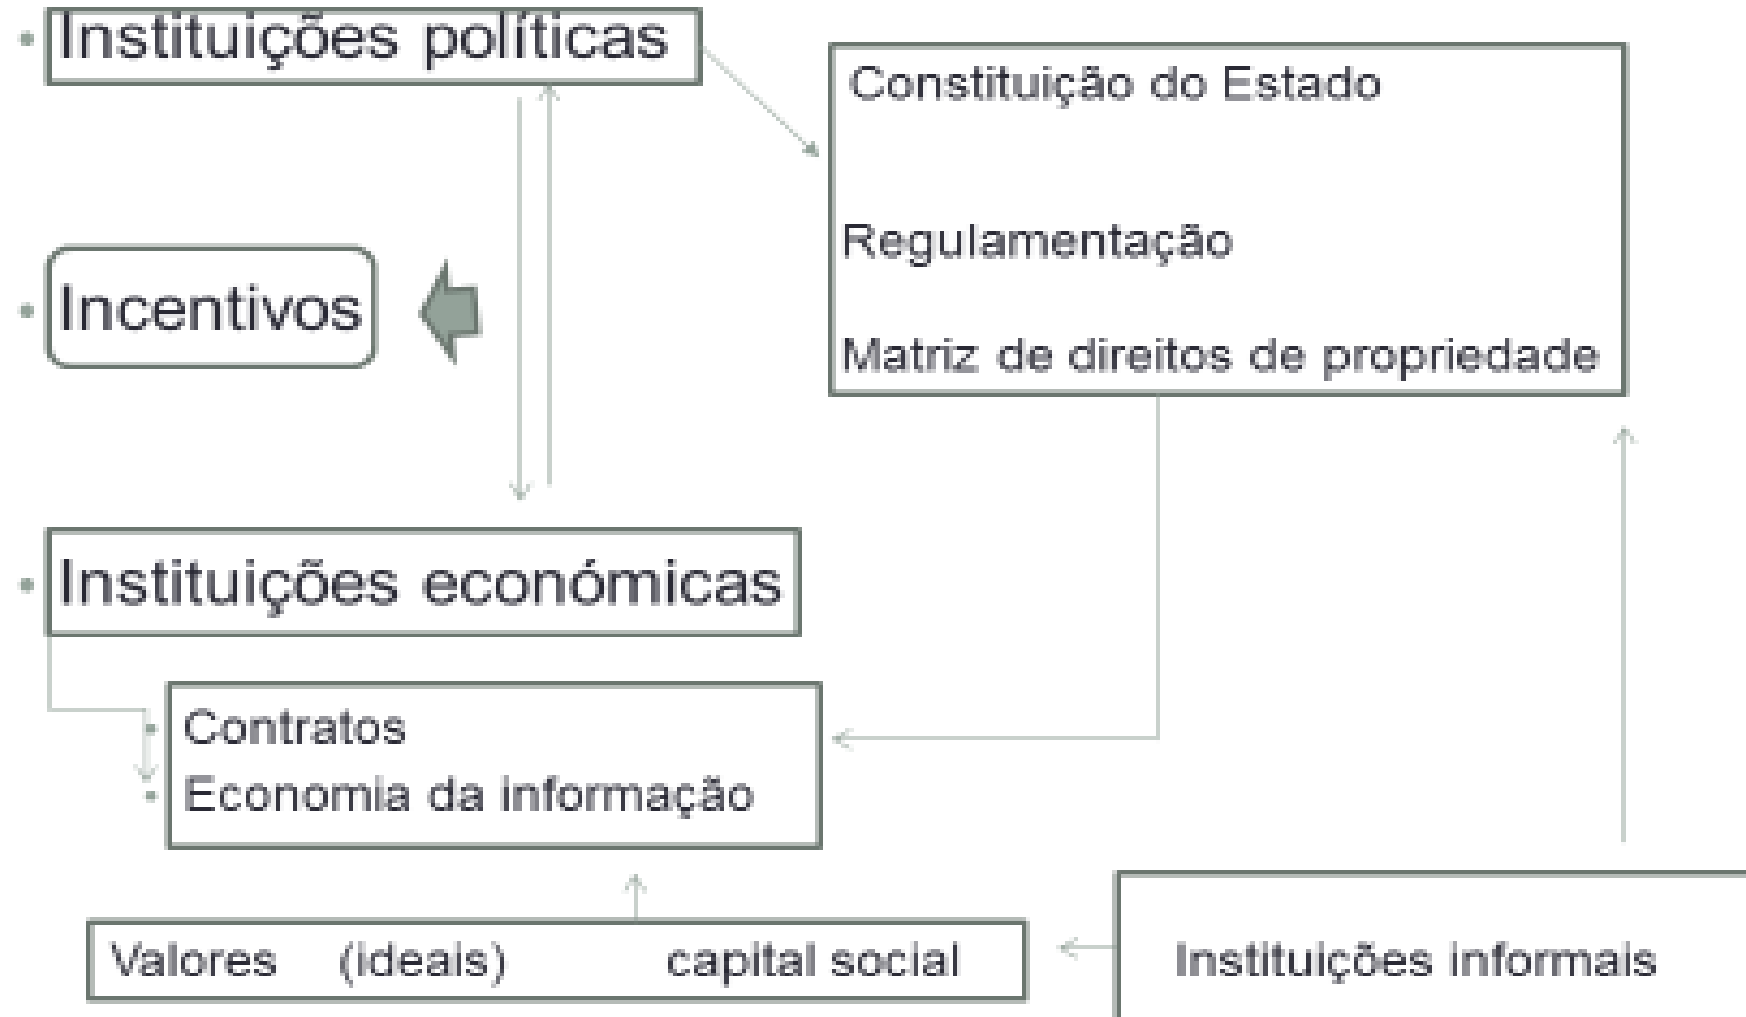 Instituições políticas
Constituição do Estado
Regulamentação
Incentivos
Matriz de direitos de propriedade
Instituições económicas
Contratos
Economia da informação
Valores (ideais) capital social
Instituições informais